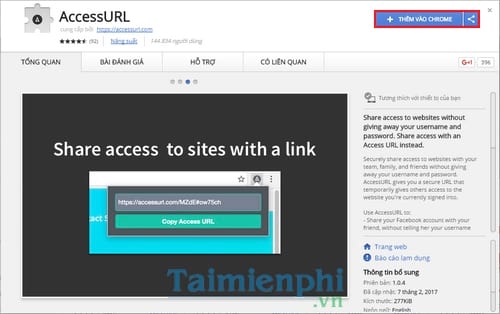 AccessURL
cung cấp bởi https://accessurl.com
(92) Năng suất 144.834 người dùng
THÊM VÀO CHROME
TỔNG QUAN BÀI ĐÁNH GIÁ HỖ TRỢ CÓ LIÊN QUAN
G+1 396
Share access to sites with a link
https://accessurl.com/MZdE#ow75ch
Copy Access URL
Tương thích với thiết bị của bạn
Share access to websites without
giving away your username and
password. Share access with an
Access URL instead.
Securely share access to websites with your
team, family, and friends without giving
away your username and password.
AccessURL gives you a secure URL that
temporarily gives others access to the
website you're currently signed into.
Use AccessURL to:
- Share your Facebook account with your
friend, without telling her your username
Trang web
Báo cáo lạm dụng
Thông tin bổ sung
Phiên bản: 1.0.4
Đã cập nhật: 7 tháng 2, 2017
Kích thước: 277KiB
Ngôn ngữ: English
Taimienphi
.vn